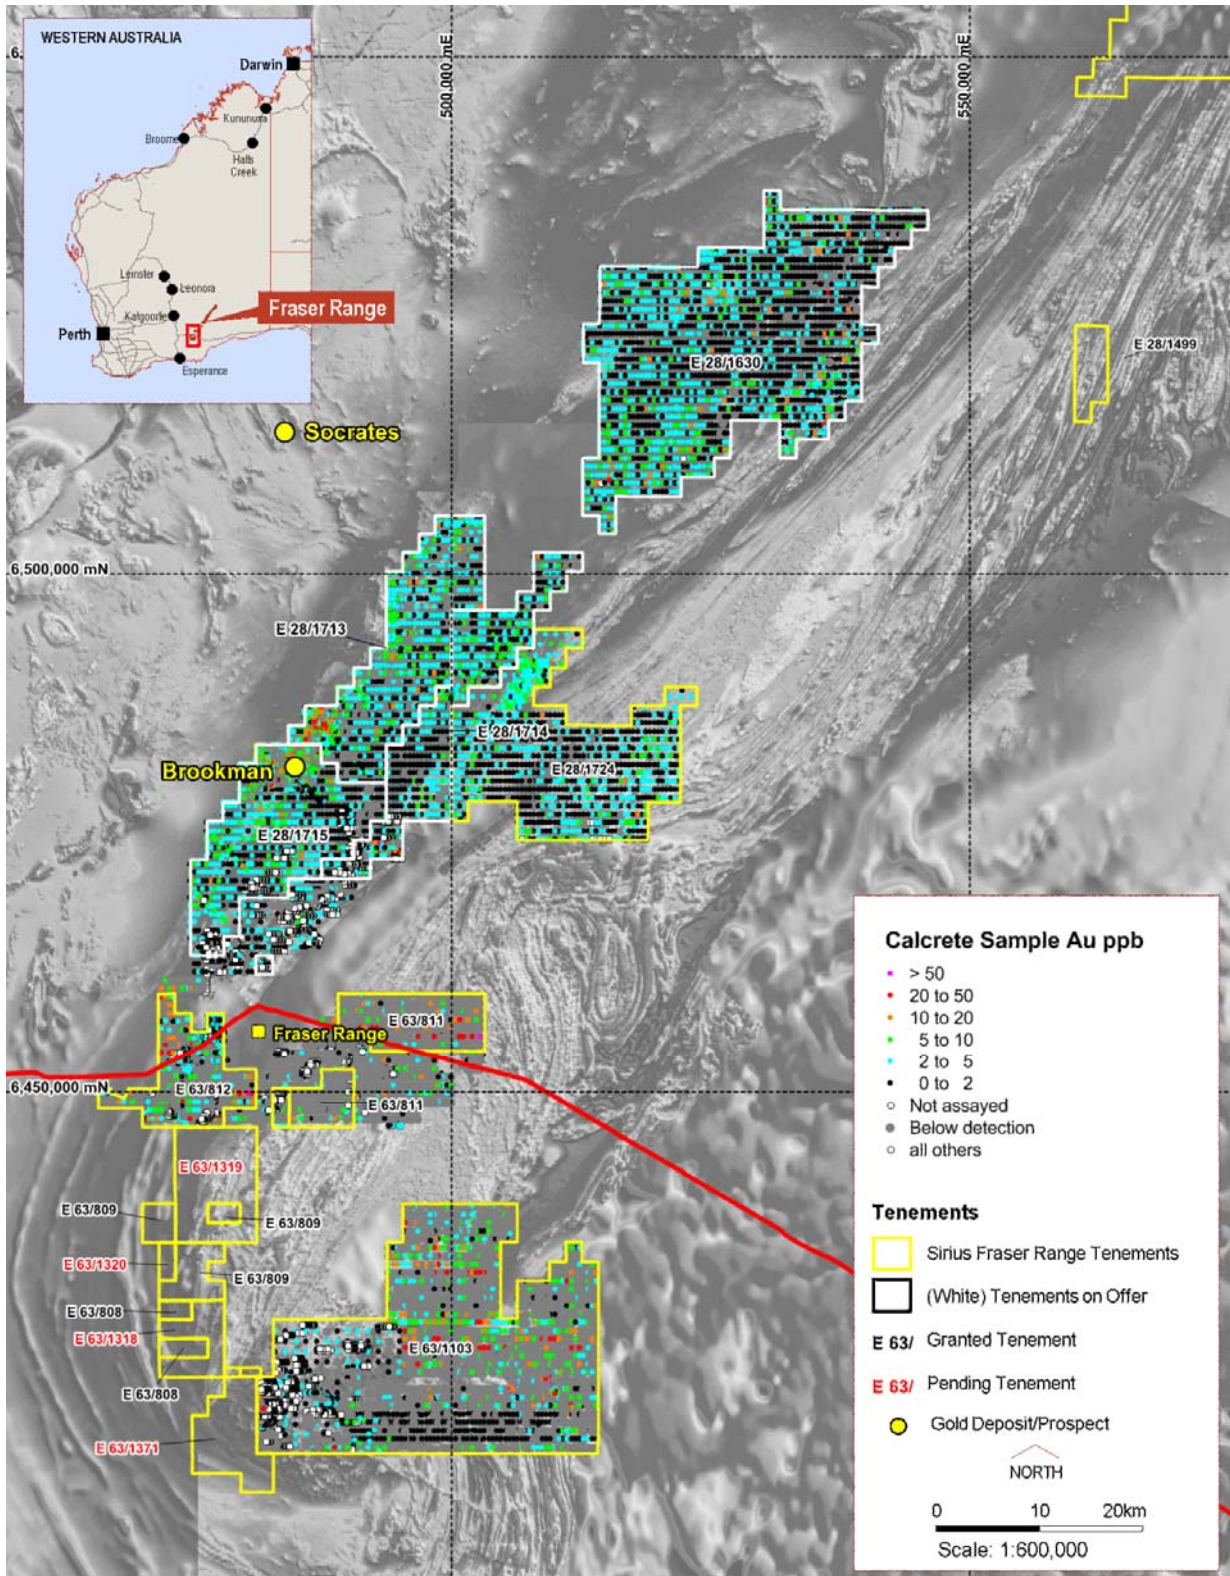 WESTERN AUSTRALIA
Darwin
Kununurra
Broome
Halls
Creek
Leinster
Leonora
Kalgoorlie
Fraser Range
Perth
Esperance
500,000 mE
550,000 mE
E 28/1630
E 28/1499
Socrates
6,500,000 mN
E 28/1713
E 28/1714
Brookman
E 28/1724
E 28/1715
E 63/811
Fraser Range
6,450,000 mN
E 63/812
E 63/811
E 63/1319
E 63/809
E 63/809
E 63/1320
E 63/809
E 63/808
E 63/1318
E 63/1103
E 63/808
E 63/1371
Calcrete Sample Au ppb
> 50
20 to 50
10 to 20
5 to 10
2 to 5
0 to 2
Not assayed
Below detection
all others
Tenements
Sirius Fraser Range Tenements
(White) Tenements on Offer
E 63/ Granted Tenement
E 63/ Pending Tenement
Gold Deposit/Prospect
NORTH
0 10 20km
Scale: 1:600,000